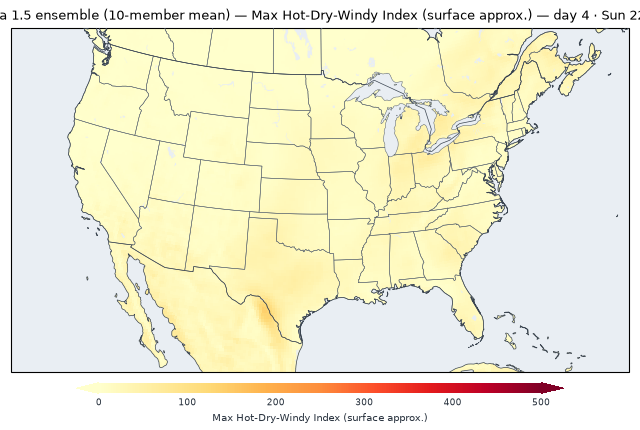 a 1.5 ensemble (10-member mean) — Max Hot-Dry-Windy Index (surface approx.) — day 4 · Sun 22
0 100 200 300 400 500
Max Hot-Dry-Windy Index (surface approx.)